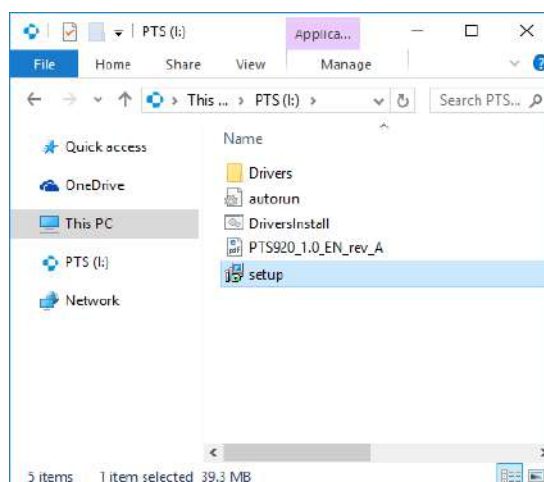 PTS (I:)
Applica...
File Home Share View Manage
This ... PTS (I:) Search PTS...
Name
Quick access
OneDrive
This PC
PTS (I:)
Network
Drivers
autorun
DriversInstall
PTS920_1.0_EN_rev_A
setup
5 items 1 item selected 39.3 MB